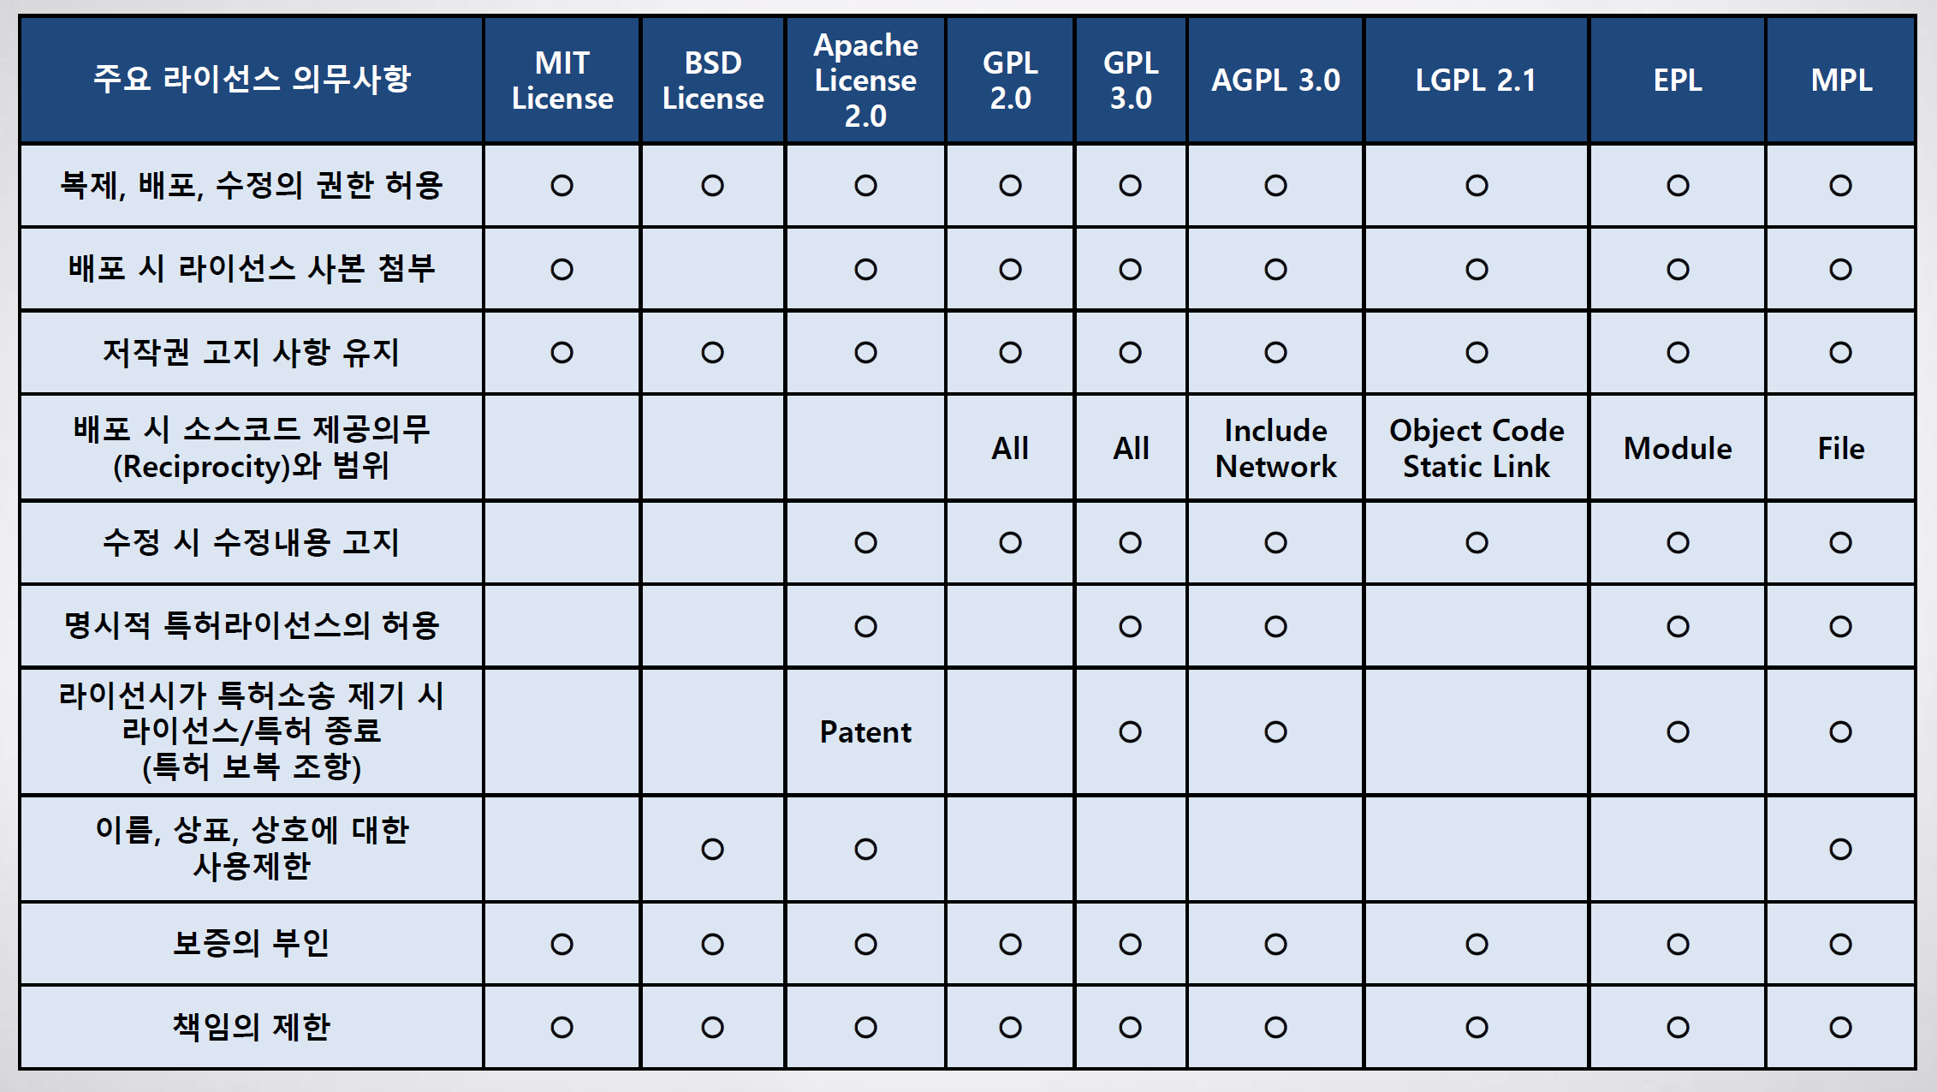 주요 라이선스 의무사항
MIT
License
BSD
License
Apache
License
2.0
GPL
2.0
GPL
3.0
AGPL 3.0
LGPL 2.1
EPL
MPL
복제, 배포, 수정의 권한 허용
○ ○ ○ ○ ○ ○ ○ ○ ○
배포 시 라이선스 사본 첨부
○ ○ ○ ○ ○ ○ ○ ○
저작권 고지 사항 유지
○ ○ ○ ○ ○ ○ ○ ○ ○
배포 시 소스코드 제공의무
(Reciprocity)와 범위
All
All
Include
Network
Object Code
Static Link
Module
File
수정 시 수정내용 고지
○ ○ ○ ○ ○ ○ ○
명시적 특허라이선스의 허용
○ ○ ○ ○ ○
라이선시가 특허소송 제기 시
라이선스/특허 종료
(특허 보복 조항)
Patent
○ ○ ○ ○
이름, 상표, 상호에 대한
사용제한
○ ○ ○
보증의 부인
○ ○ ○ ○ ○ ○ ○ ○ ○
책임의 제한
○ ○ ○ ○ ○ ○ ○ ○ ○